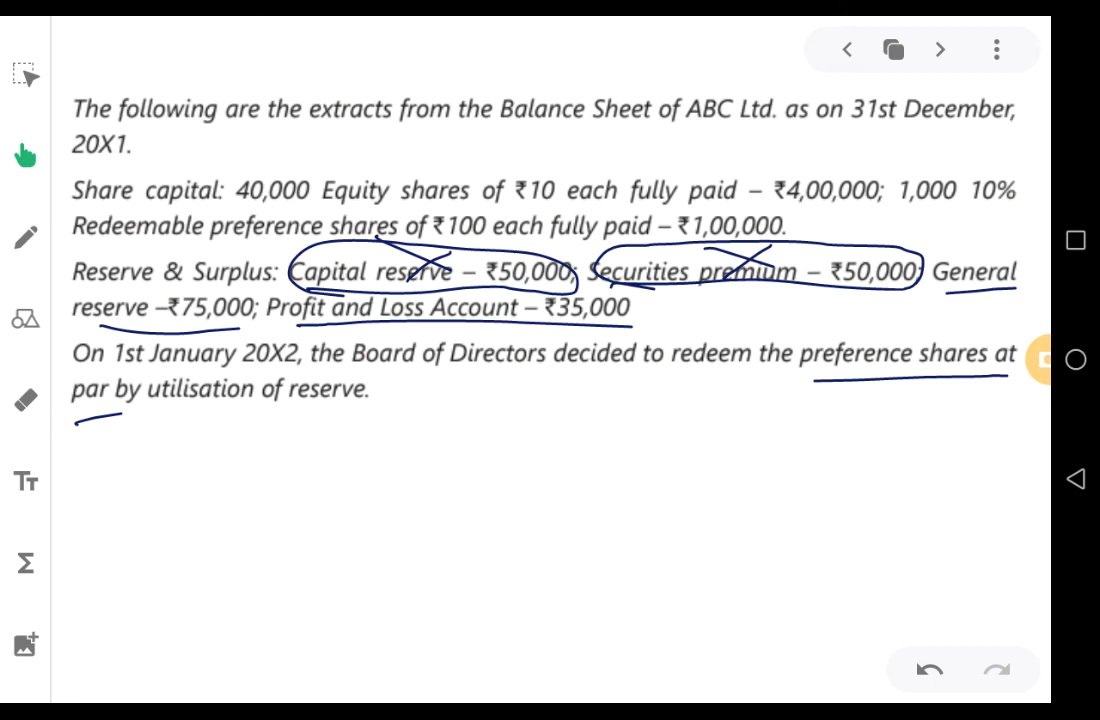 The following are the extracts from the Balance Sheet of ABC Ltd. as on 31st December,
20X1.
Share capital: 40,000 Equity shares of ₹10 each fully paid – ₹4,00,000; 1,000 10%
Redeemable preference shares of ₹100 each fully paid – ₹1,00,000.
Reserve & Surplus: Capital reserve – ₹50,000; Securities premium – ₹50,000; General
reserve –₹75,000; Profit and Loss Account – ₹35,000
On 1st January 20X2, the Board of Directors decided to redeem the preference shares at
par by utilisation of reserve.
TT
Σ